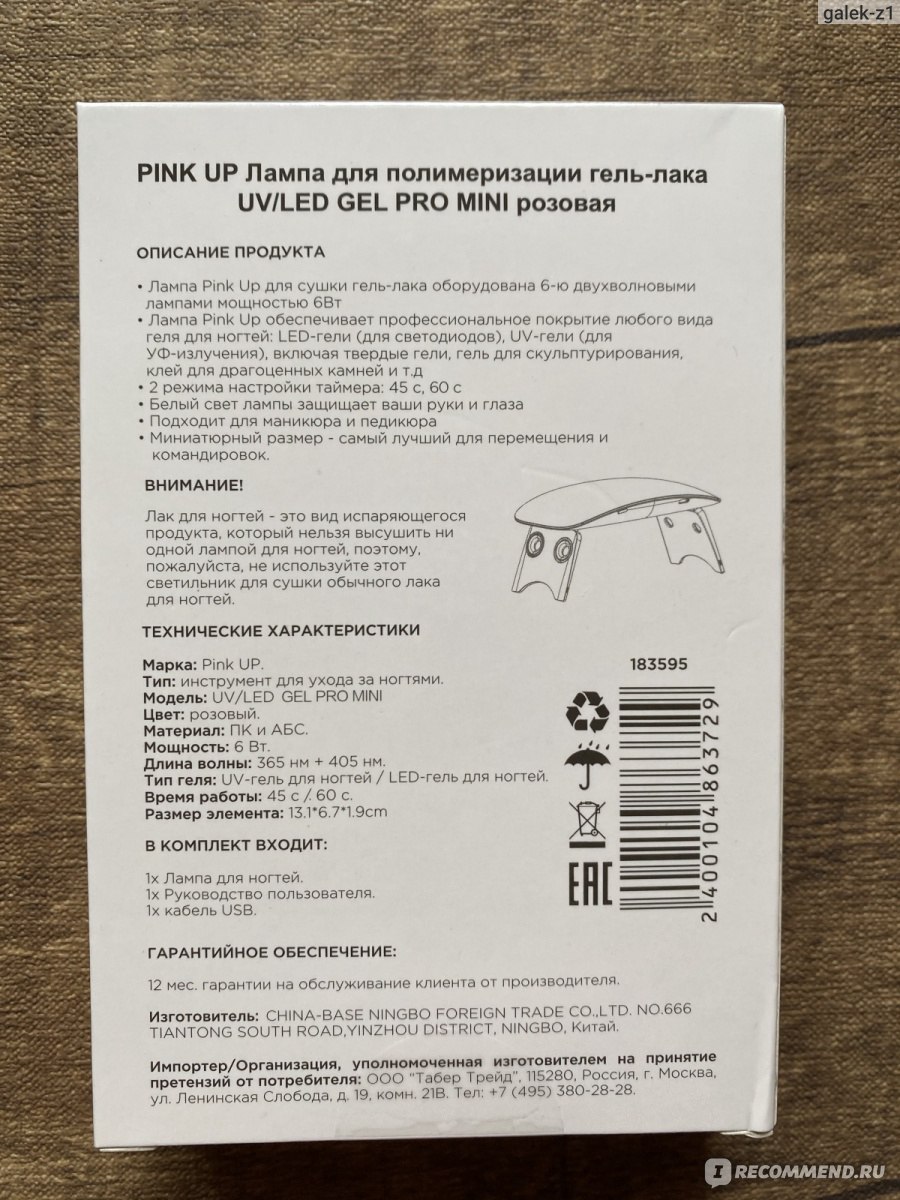 galek-z1
PINK UP Лампа для полимеризации гель-лака
UV/LED GEL PRO MINI розовая
ОПИСАНИЕ ПРОДУКТА
• Лампа Pink Up для сушки гель-лака оборудована 6-ю двухволновыми
лампами мощностью 6Вт
• Лампа Pink Up обеспечивает профессиональное покрытие любого вида
геля для ногтей: LED-гели (для светодиодов), UV-гели (для
УФ-излучения), включая твердые гели, гель для скульптурирования,
клей для драгоценных камней и т.д
• 2 режима настройки таймера: 45 с, 60 с
• Белый свет лампы защищает ваши руки и глаза
• Подходит для маникюра и педикюра
• Миниатюрный размер - самый лучший для перемещения и
командировок.
ВНИМАНИЕ!
Лак для ногтей - это вид испаряющегося
продукта, который нельзя высушить ни
одной лампой для ногтей, поэтому,
пожалуйста, не используйте этот
светильник для сушки обычного лака
для ногтей.
ТЕХНИЧЕСКИЕ ХАРАКТЕРИСТИКИ
Марка: Pink UP.
Тип: инструмент для ухода за ногтями.
Модель: UV/LED GEL PRO MINI
Цвет: розовый.
Материал: ПК и АБС.
Мощность: 6 Вт.
Длина волны: 365 нм + 405 нм.
Тип геля: UV-гель для ногтей / LED-гель для ногтей.
Время работы: 45 с / 60 с.
Размер элемента: 13.1*6.7*1.9cm
183595
2400104863729
EAC
В КОМПЛЕКТ ВХОДИТ:
1x Лампа для ногтей.
1x Руководство пользователя.
1x кабель USB.
ГАРАНТИЙНОЕ ОБЕСПЕЧЕНИЕ:
12 мес. гарантии на обслуживание клиента от производителя.
Изготовитель: CHINA-BASE NINGBO FOREIGN TRADE CO.,LTD. NO.666
TIANTONG SOUTH ROAD,YINZHOU DISTRICT, NINGBO, Китай.
Импортер/Организация, уполномоченная изготовителем на принятие
претензий от потребителя: ООО "Табер Трейд", 115280, Россия, г. Москва,
ул. Ленинская Слобода, д. 19, комн. 21В. Тел: +7 (495) 380-28-28.
I RECOMMEND.RU